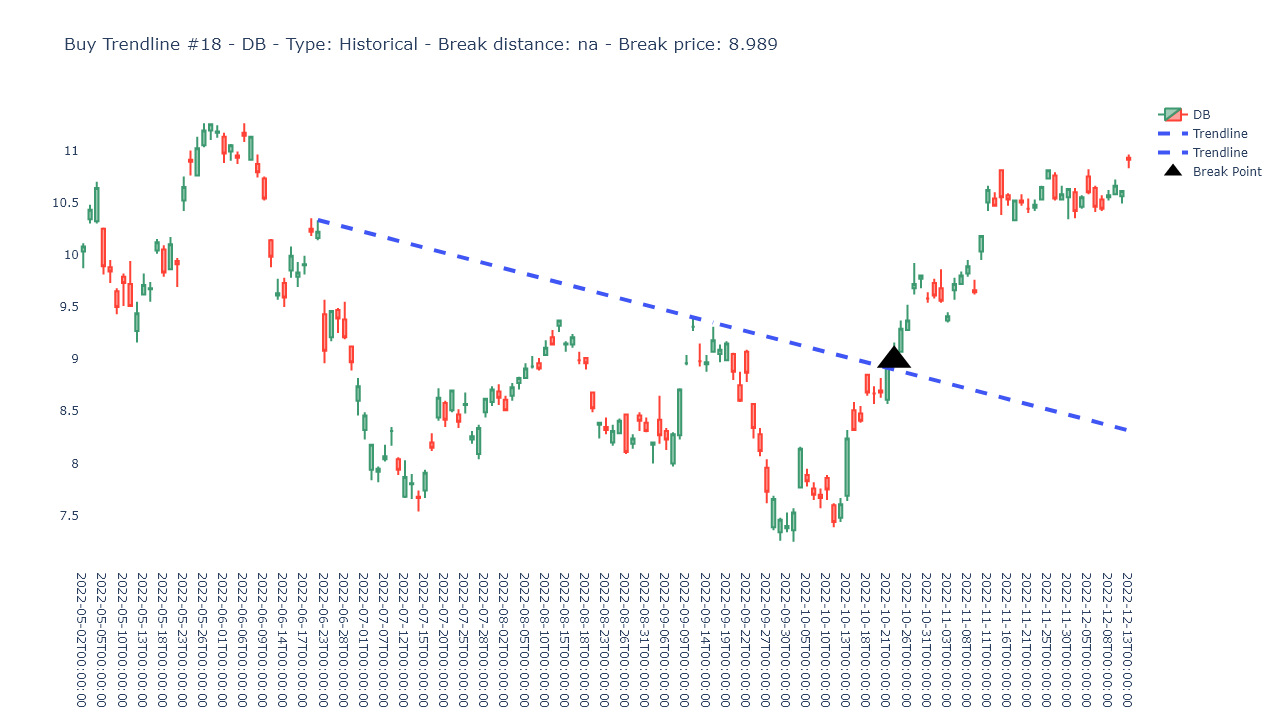 Buy Trendline #18 - DB - Type: Historical - Break distance: na - Break price: 8.989
DB
Trendline
Trendline
Break Point
11
10.5
10
9.5
9
8.5
8
7.5
2022-05-02T00:00:00
2022-05-05T00:00:00
2022-05-10T00:00:00
2022-05-13T00:00:00
2022-05-18T00:00:00
2022-05-23T00:00:00
2022-05-26T00:00:00
2022-06-01T00:00:00
2022-06-06T00:00:00
2022-06-09T00:00:00
2022-06-14T00:00:00
2022-06-17T00:00:00
2022-06-23T00:00:00
2022-06-28T00:00:00
2022-07-01T00:00:00
2022-07-07T00:00:00
2022-07-12T00:00:00
2022-07-15T00:00:00
2022-07-20T00:00:00
2022-07-25T00:00:00
2022-07-28T00:00:00
2022-08-02T00:00:00
2022-08-05T00:00:00
2022-08-10T00:00:00
2022-08-15T00:00:00
2022-08-18T00:00:00
2022-08-23T00:00:00
2022-08-26T00:00:00
2022-08-31T00:00:00
2022-09-06T00:00:00
2022-09-09T00:00:00
2022-09-14T00:00:00
2022-09-19T00:00:00
2022-09-22T00:00:00
2022-09-27T00:00:00
2022-09-30T00:00:00
2022-10-05T00:00:00
2022-10-10T00:00:00
2022-10-13T00:00:00
2022-10-18T00:00:00
2022-10-21T00:00:00
2022-10-26T00:00:00
2022-10-31T00:00:00
2022-11-03T00:00:00
2022-11-08T00:00:00
2022-11-11T00:00:00
2022-11-16T00:00:00
2022-11-21T00:00:00
2022-11-25T00:00:00
2022-11-30T00:00:00
2022-12-05T00:00:00
2022-12-08T00:00:00
2022-12-13T00:00:00